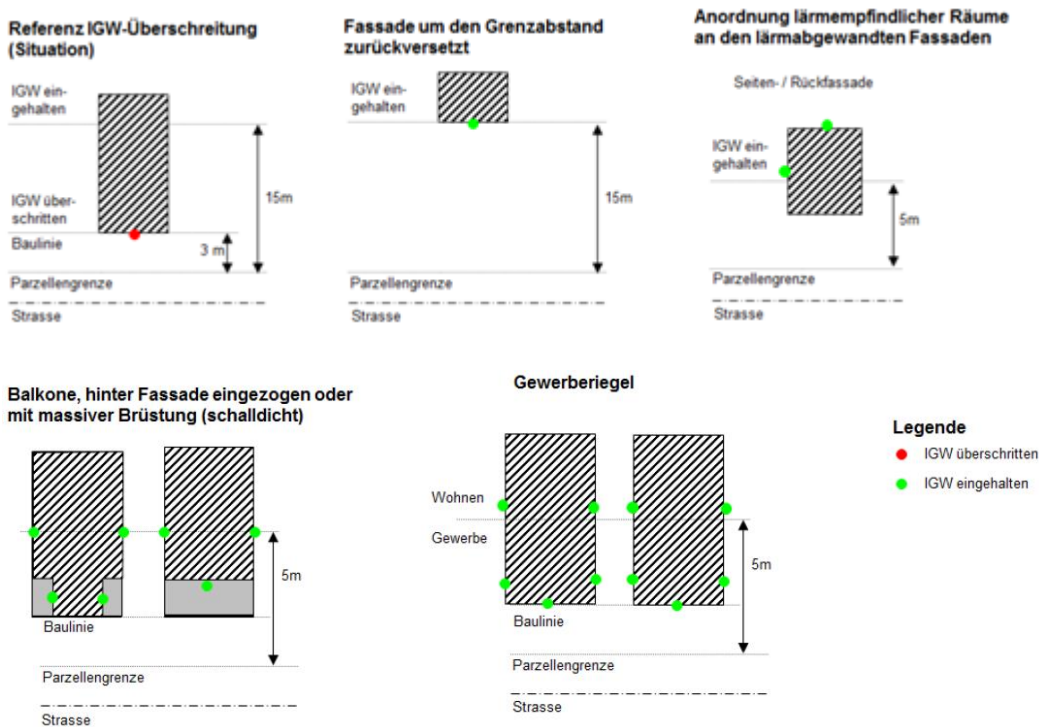 Referenz IGW-Überschreitung
(Situation)
IGW ein-
gehalten
IGW über-
schritten
Baulinie
3 m
15m
Parzellengrenze
Strasse
Fassade um den Grenzabstand
zurückversetzt
IGW ein-
gehalten
15m
Parzellengrenze
Strasse
Anordnung lärmempfindlicher Räume
an den lärmabgewandten Fassaden
Seiten- / Rückfassade
IGW ein-
gehalten
5m
Parzellengrenze
Strasse
Balkone, hinter Fassade eingezogen oder
mit massiver Brüstung (schalldicht)
5m
Baulinie
Parzellengrenze
Strasse
Gewerberiegel
Wohnen
Gewerbe
5m
Baulinie
Parzellengrenze
Strasse
Legende
IGW überschritten
IGW eingehalten